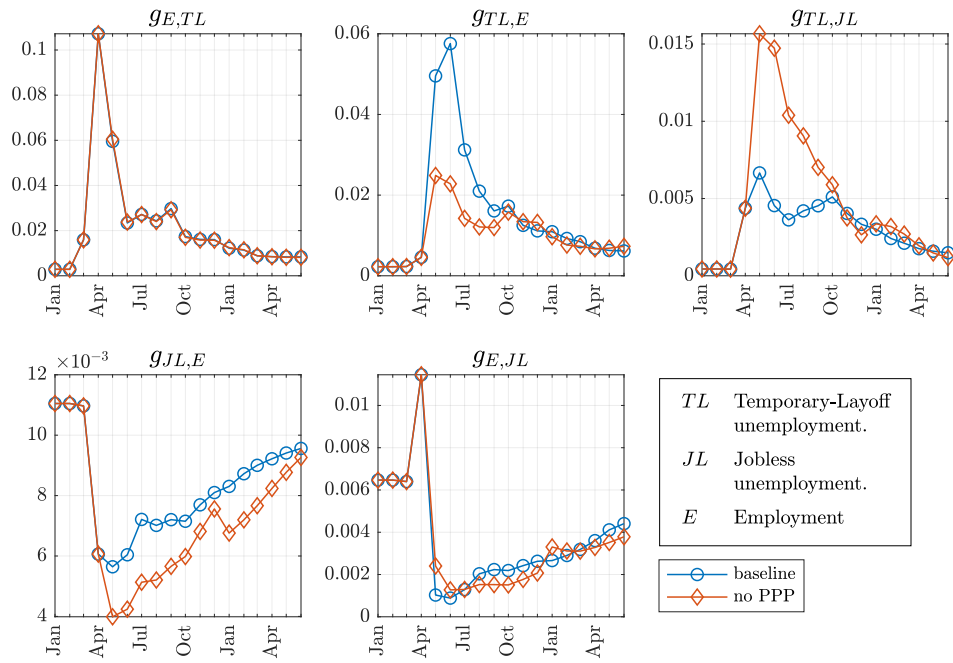 g_{E,TL}
0.1
0.08
0.06
0.04
0.02
0
Jan
Apr
Jul
Oct
Jan
Apr
g_{TL,E}
0.06
0.04
0.02
0
Jan
Apr
Jul
Oct
Jan
Apr
g_{TL,JL}
0.015
0.010
0.005
0
Jan
Apr
Jul
Oct
Jan
Apr
g_{JL,E}
×10^{-3}
12
10
8
6
4
Jan
Apr
Jul
Oct
Jan
Apr
g_{E,JL}
0.01
0.008
0.006
0.004
0.002
0
Jan
Apr
Jul
Oct
Jan
Apr
TL Temporary-Layoff
unemployment.
JL Jobless
unemployment.
E Employment
baseline
no PPP